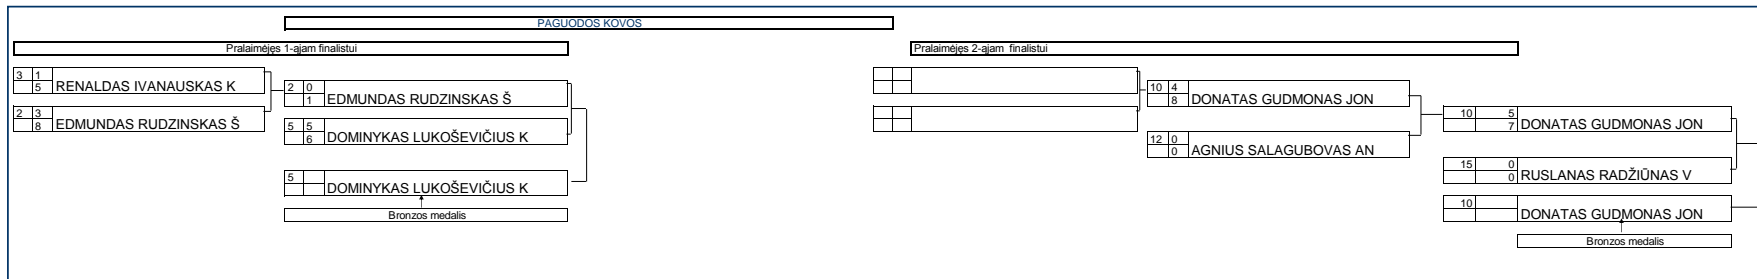 PAGUODOS KOVOS
Pralaimėjęs 1-ajam finalistui
Pralaimėjęs 2-ajam finalistui
3 1
5 RENALDAS IVANAUSKAS K
2 3
8 EDMUNDAS RUDZINSKAS Š
2 0
1 EDMUNDAS RUDZINSKAS Š
5 5
6 DOMINYKAS LUKOŠEVIČIUS K
5
DOMINYKAS LUKOŠEVIČIUS K
Bronzos medalis
10 4
8 DONATAS GUDMONAS JON
12 0
0 AGNIUS SALAGUBOVAS AN
10 5
7 DONATAS GUDMONAS JON
15 0
0 RUSLANAS RADŽIŪNAS V
10
DONATAS GUDMONAS JON
Bronzos medalis